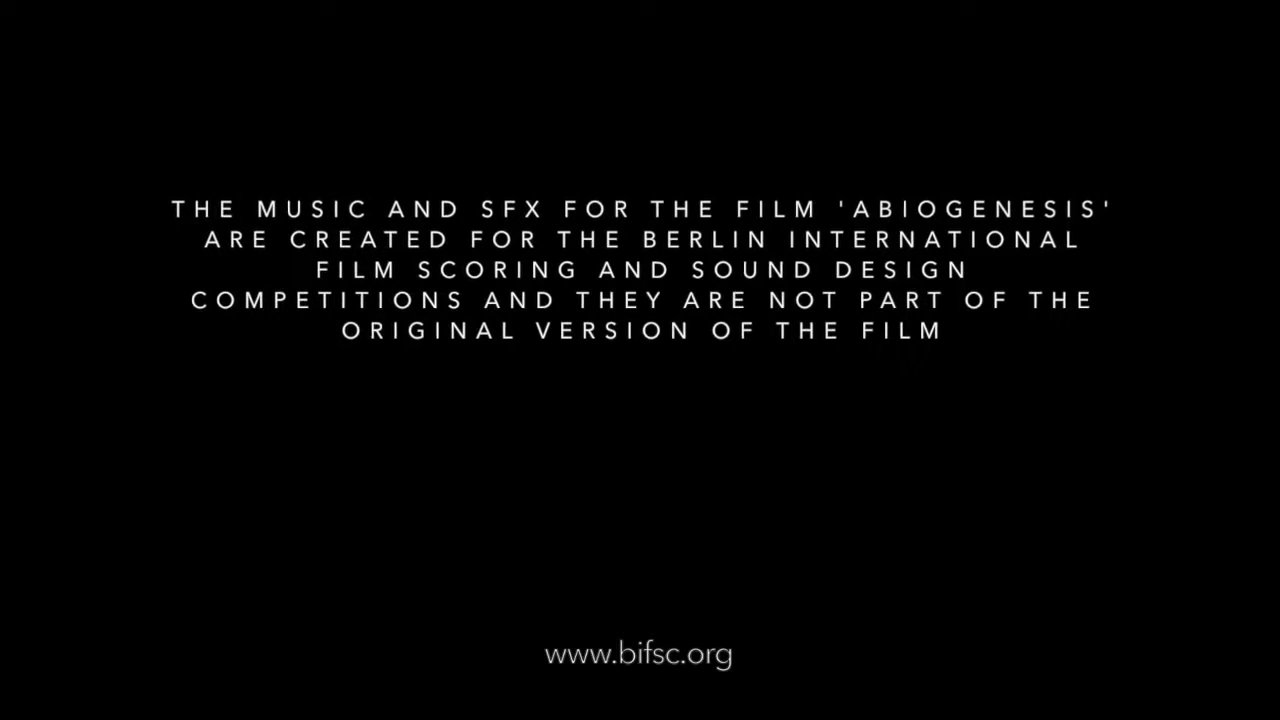 THE MUSIC AND SFX FOR THE FILM 'ABIOGENESIS'
ARE CREATED FOR THE BERLIN INTERNATIONAL
FILM SCORING AND SOUND DESIGN
COMPETITIONS AND THEY ARE NOT PART OF THE
ORIGINAL VERSION OF THE FILM
www.bifsc.org